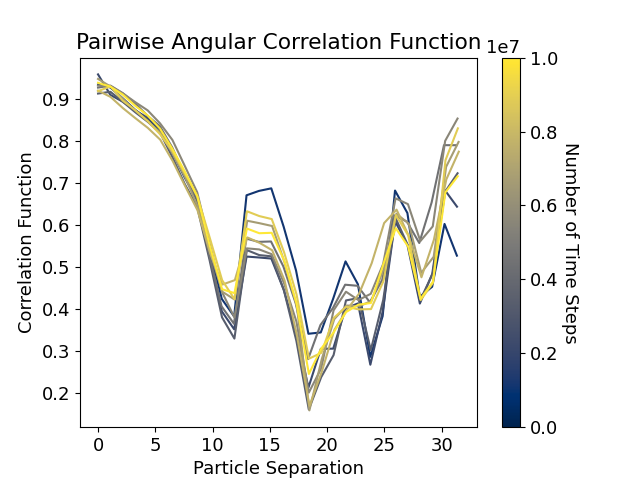 Pairwise Angular Correlation Function
1e7
Correlation Function
0.9
0.8
0.7
0.6
0.5
0.4
0.3
0.2
0 5 10 15 20 25 30
Particle Separation
1.0
0.8
0.6
0.4
0.2
0.0
Number of Time Steps